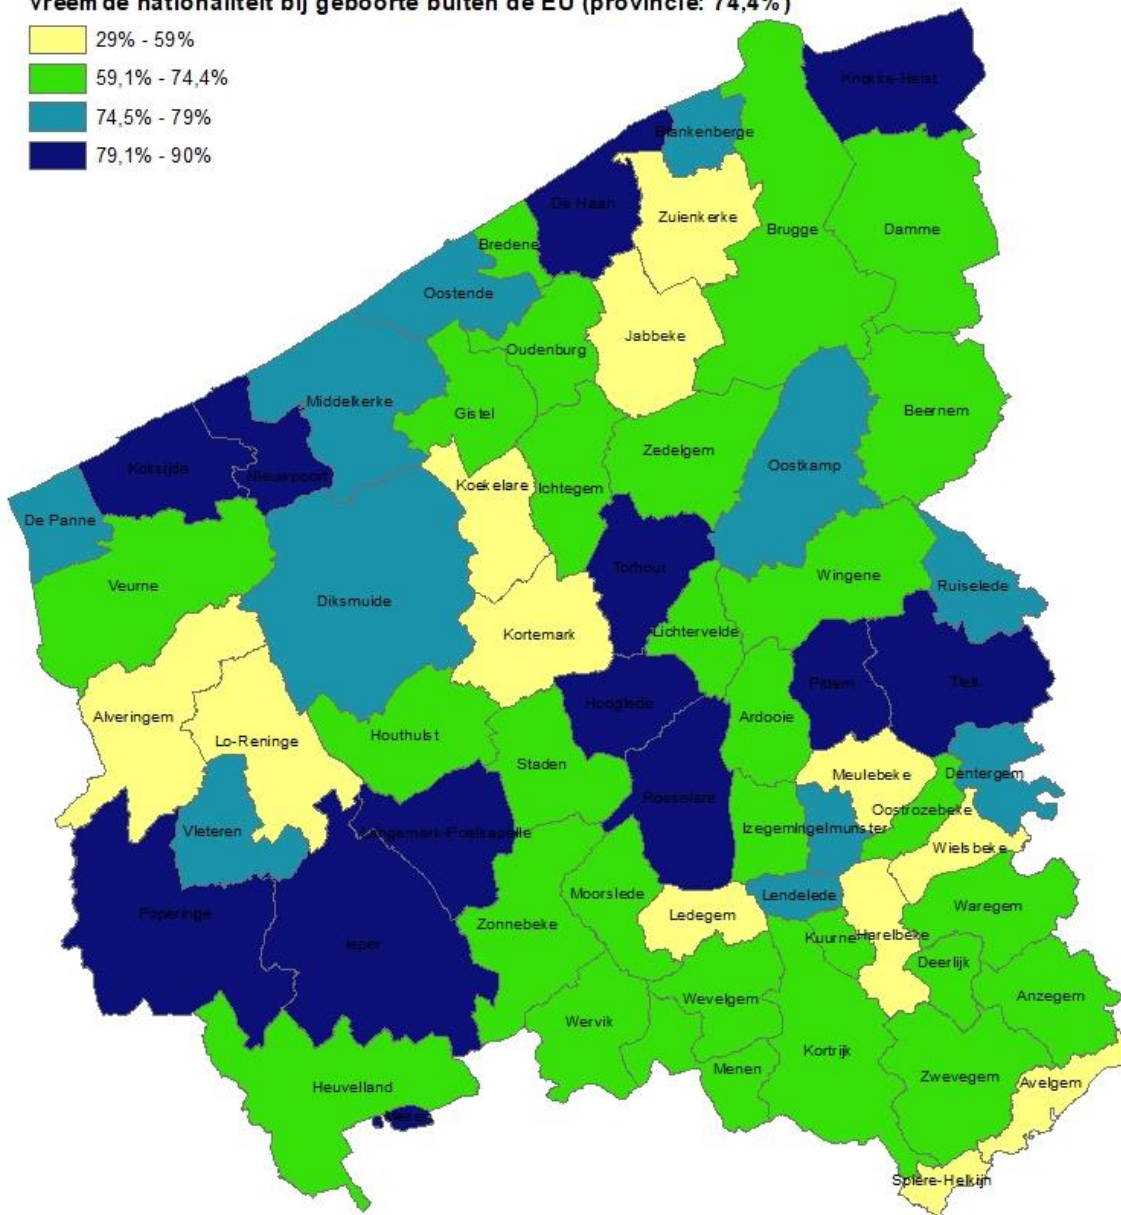 Vreemde nationaliteit bij geboorte buiten de EU (provincie: 74,4%)
29% - 59%
59,1% - 74,4%
74,5% - 79%
79,1% - 90%
Knokke-Heist
Blankenberge
De Haan
Zuienkerke
Brugge
Damme
Bredene
Oostende
Jabbeke
Oudenburg
Middelkerke
Gistel
Beernem
Zedelgem
Oostkamp
Koksijde
Nieuwpoort
Koekelare
Ichtegem
De Panne
Torhout
Wingene
Veurne
Ruiselede
Diksmuide
Kortemark
Lichtervelde
Pittem
Tielt
Hooglede
Alveringem
Ardooie
Houthulst
Lo-Reninge
Staden
Meulebeke
Dentergem
Roeselare
Oostrozebeke
Vleteren
Langemark-Poelkapelle
Izegem
Ingelmunster
Wielsbeke
Moorslede
Lendelede
Waregem
Poperinge
Ledegem
Zonnebeke
Kuurne
Harelbeke
Ieper
Deerlijk
Wevelgem
Anzegem
Wervik
Kortrijk
Menen
Zwevegem
Avelgem
Heuvelland
Mesen
Spiere-Helkijn